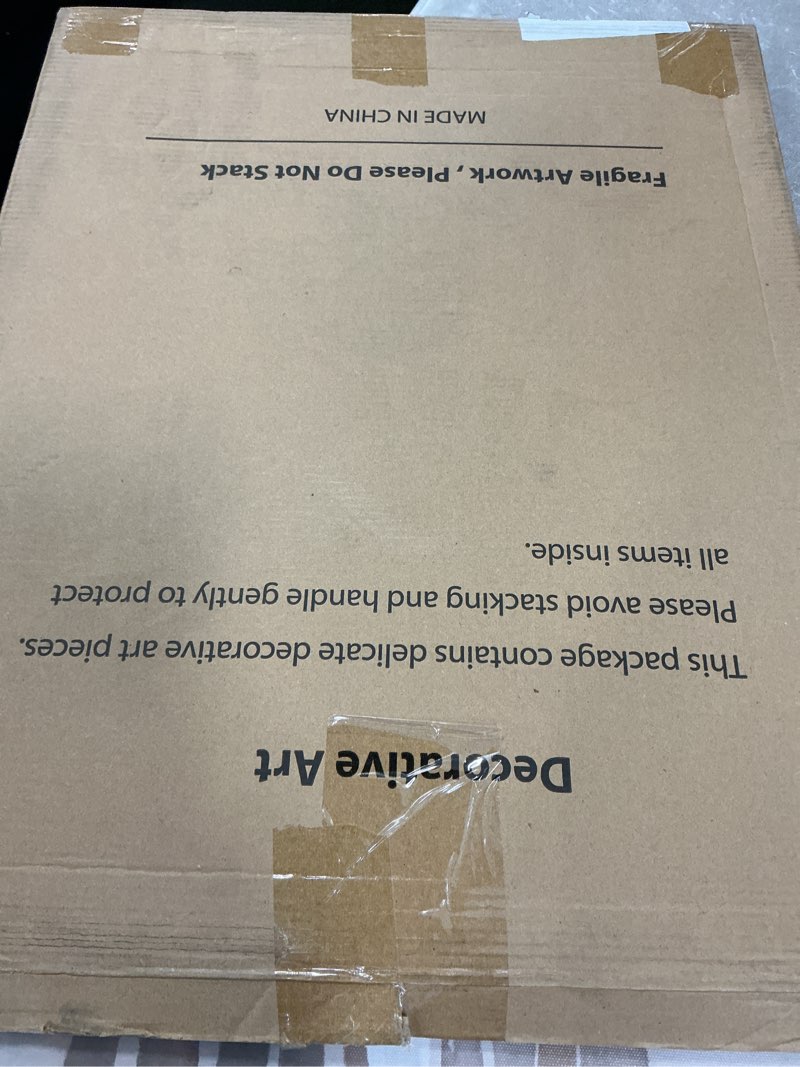 Decorative Art
This package contains delicate decorative art pieces.
Please avoid stacking and handle gently to protect
all items inside.
Fragile Artwork , Please Do Not Stack
MADE IN CHINA